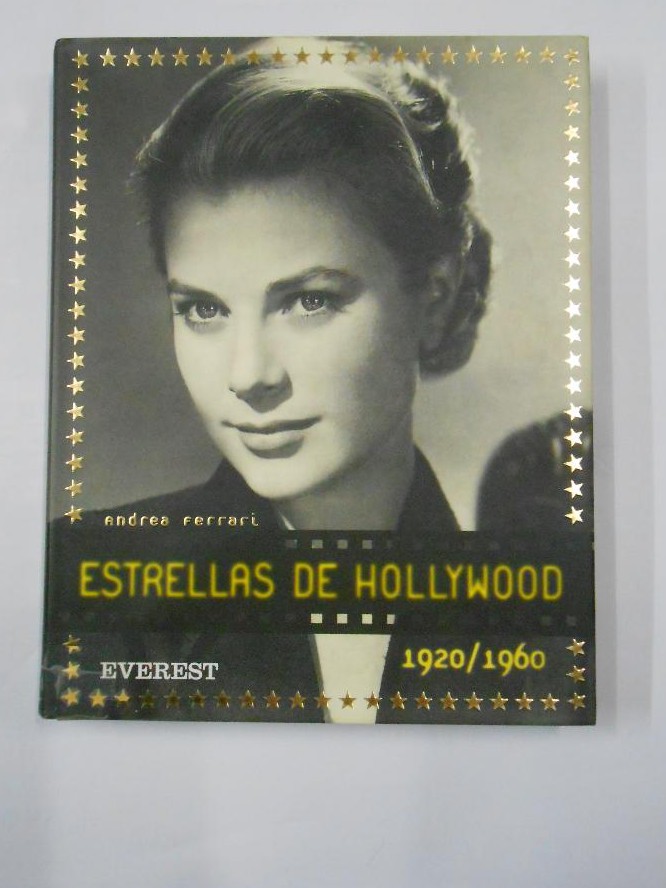 Andrea Ferrari
ESTRELLAS DE HOLLYWOOD
1920/1960
EVEREST